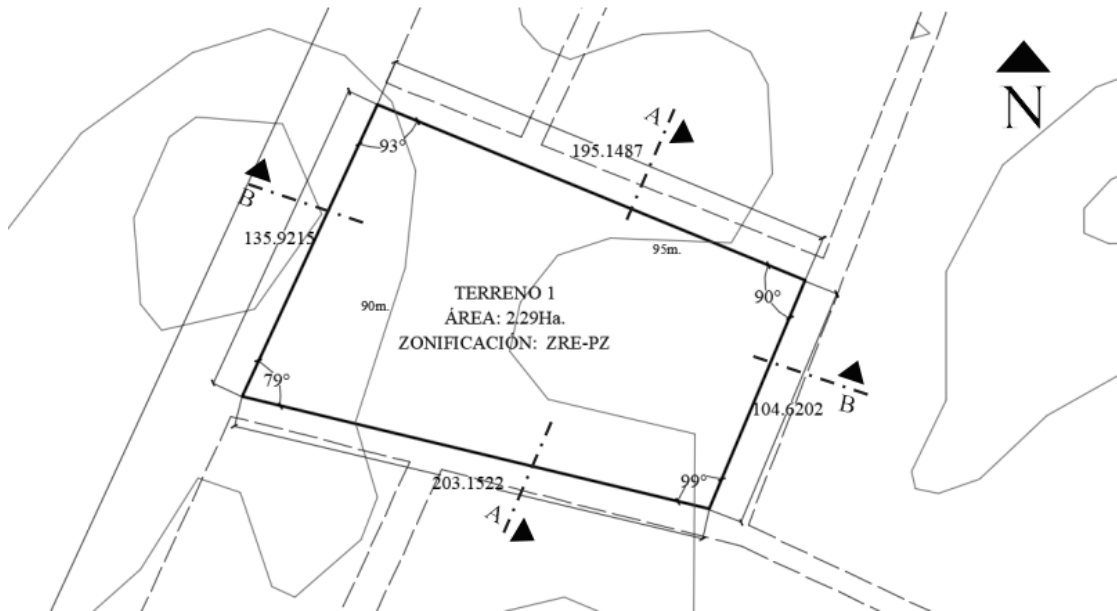 N
A
195.1487
93°
B
135.9215
95m.
90°
TERRENO 1
90m.
ÁREA: 2.29Ha.
ZONIFICACIÓN: ZRE-PZ
79°
B
104.6202
99°
203.1522
A